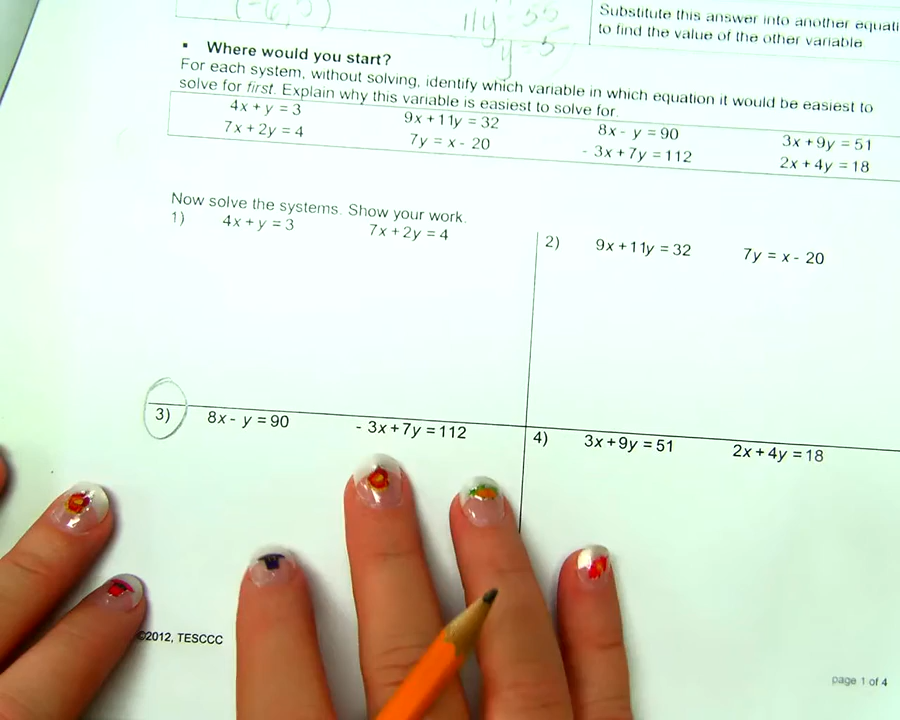 (-6, 5)
11y = 55
y = 5
Substitute this answer into another equati
to find the value of the other variable.
▪ Where would you start?
For each system, without solving, identify which variable in which equation it would be easiest to
solve for first. Explain why this variable is easiest to solve for.
4x + y = 3 9x + 11y = 32 8x - y = 90 3x + 9y = 51
7x + 2y = 4 7y = x - 20 - 3x + 7y = 112 2x + 4y = 18
Now solve the systems. Show your work.
1) 4x + y = 3 7x + 2y = 4
2) 9x + 11y = 32 7y = x - 20
3) 8x - y = 90 - 3x + 7y = 112
4) 3x + 9y = 51 2x + 4y = 18
©2012, TESCCC
page 1 of 4